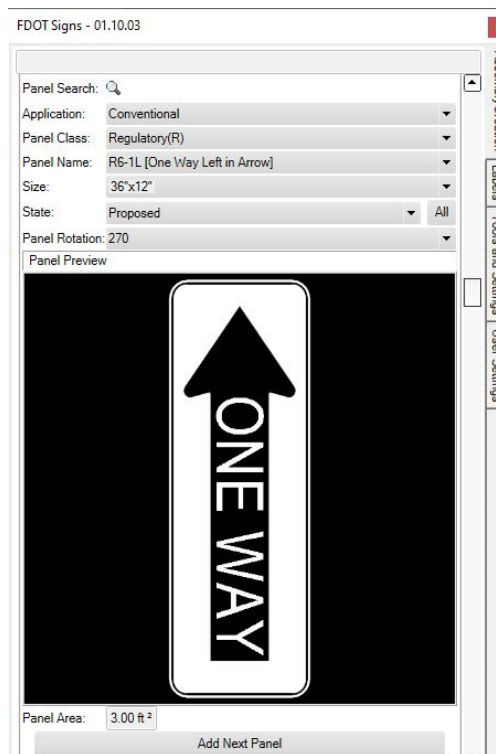 FDOT Signs - 01.10.03
Panel Search:
Application: Conventional
Panel Class: Regulatory(R)
Panel Name: R6-1L [One Way Left in Arrow]
Size: 36"x12"
State: Proposed All
Panel Rotation: 270
Panel Preview
ONE WAY
Panel Area: 3.00 ft ²
Add Next Panel
Labels
Tools and Settings
User Settings